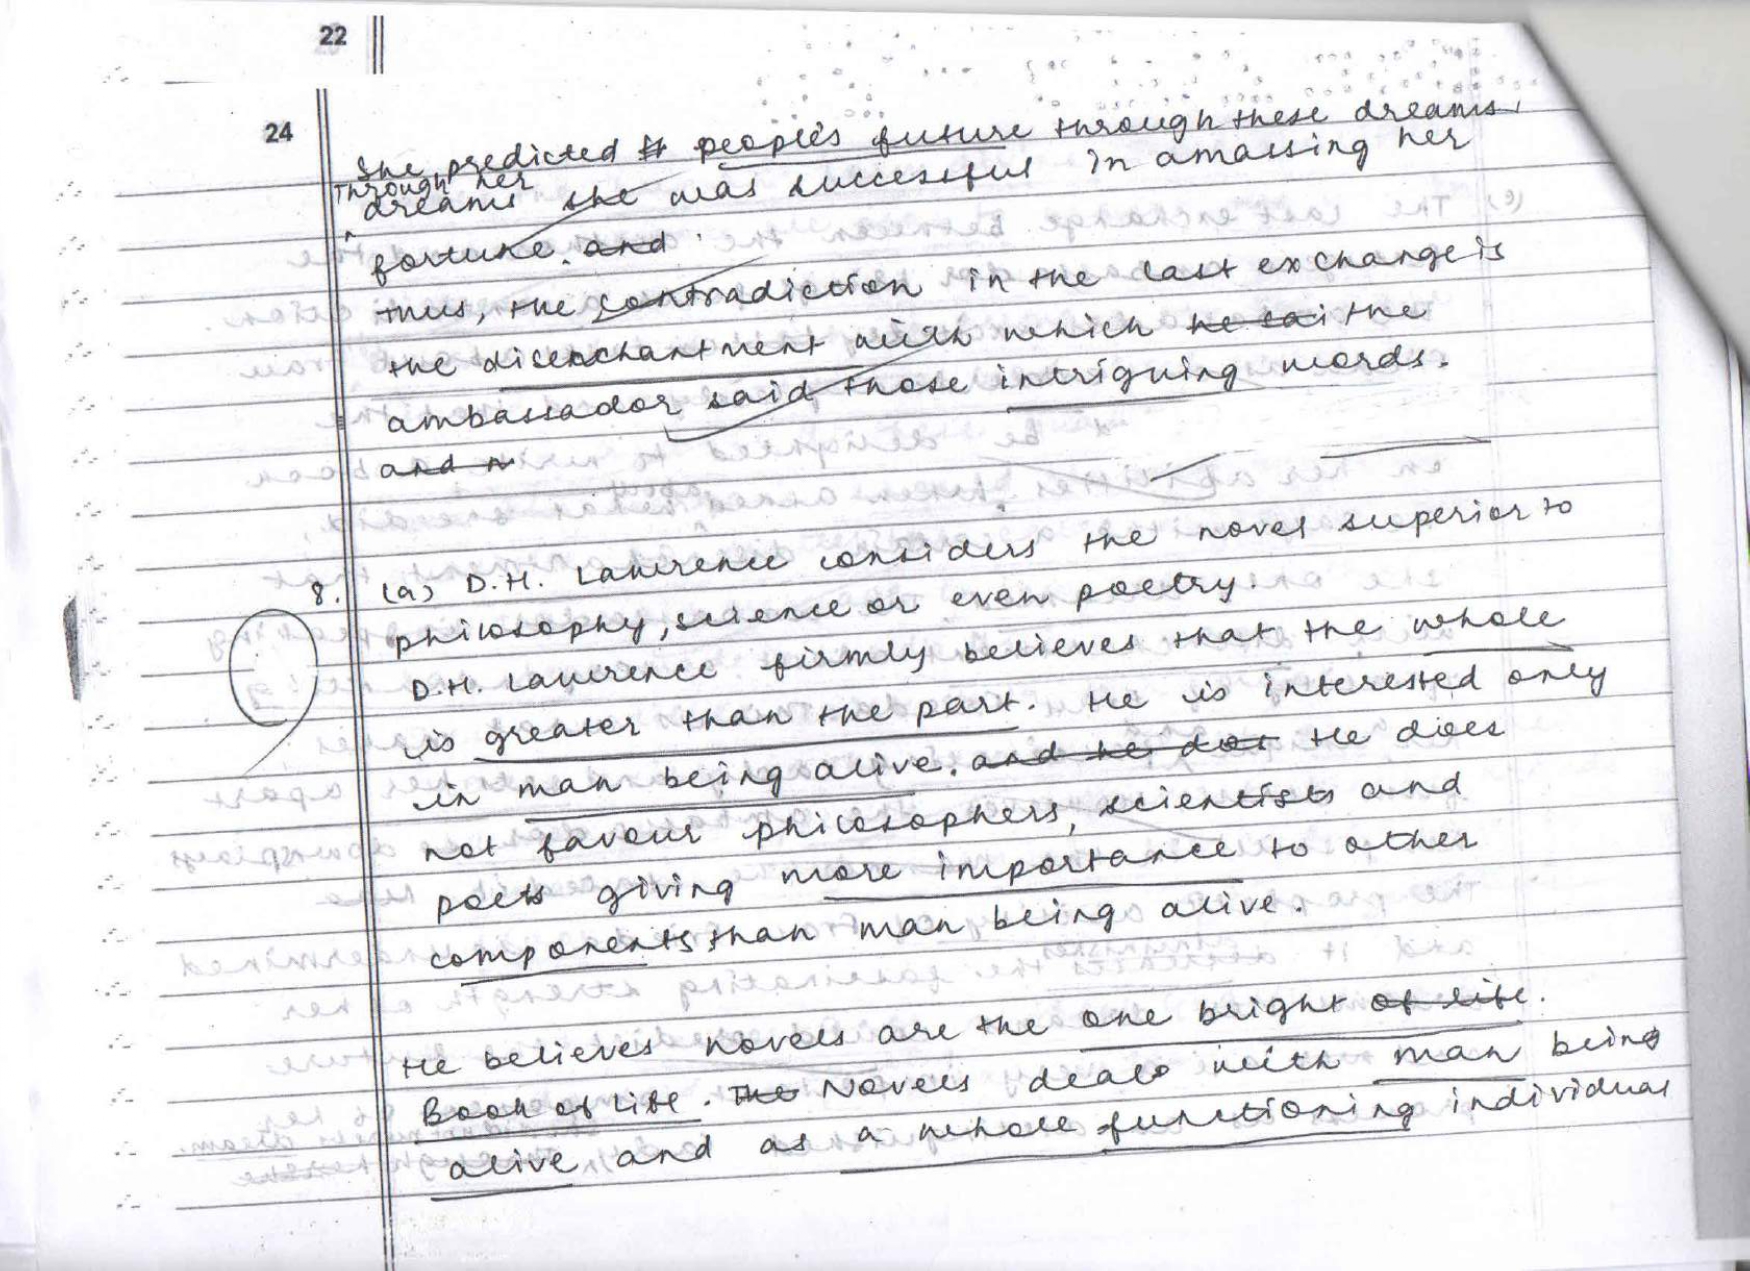 22
24
She predicted people's future through these dreams.
Through her
dreams she was successful in amassing her
fortune. and
thus, the contradiction in the last exchange is
the disenchantment with which he sai the
ambassador said those intriguing words.
and
8. (a) D.H. Lawrence considers the novel superior to
philosophy, science or even poetry.
D.H. Lawrence firmly believes that the whole
is greater than the part. He is interested only
in man being alive. and he dos He does
not favour philosophers, scientists and
poets giving more importance to other
components than man being alive.
He believes novels are the one bright of life.
Book of Life. The Novels deals with man being
alive and as a whole functioning individual